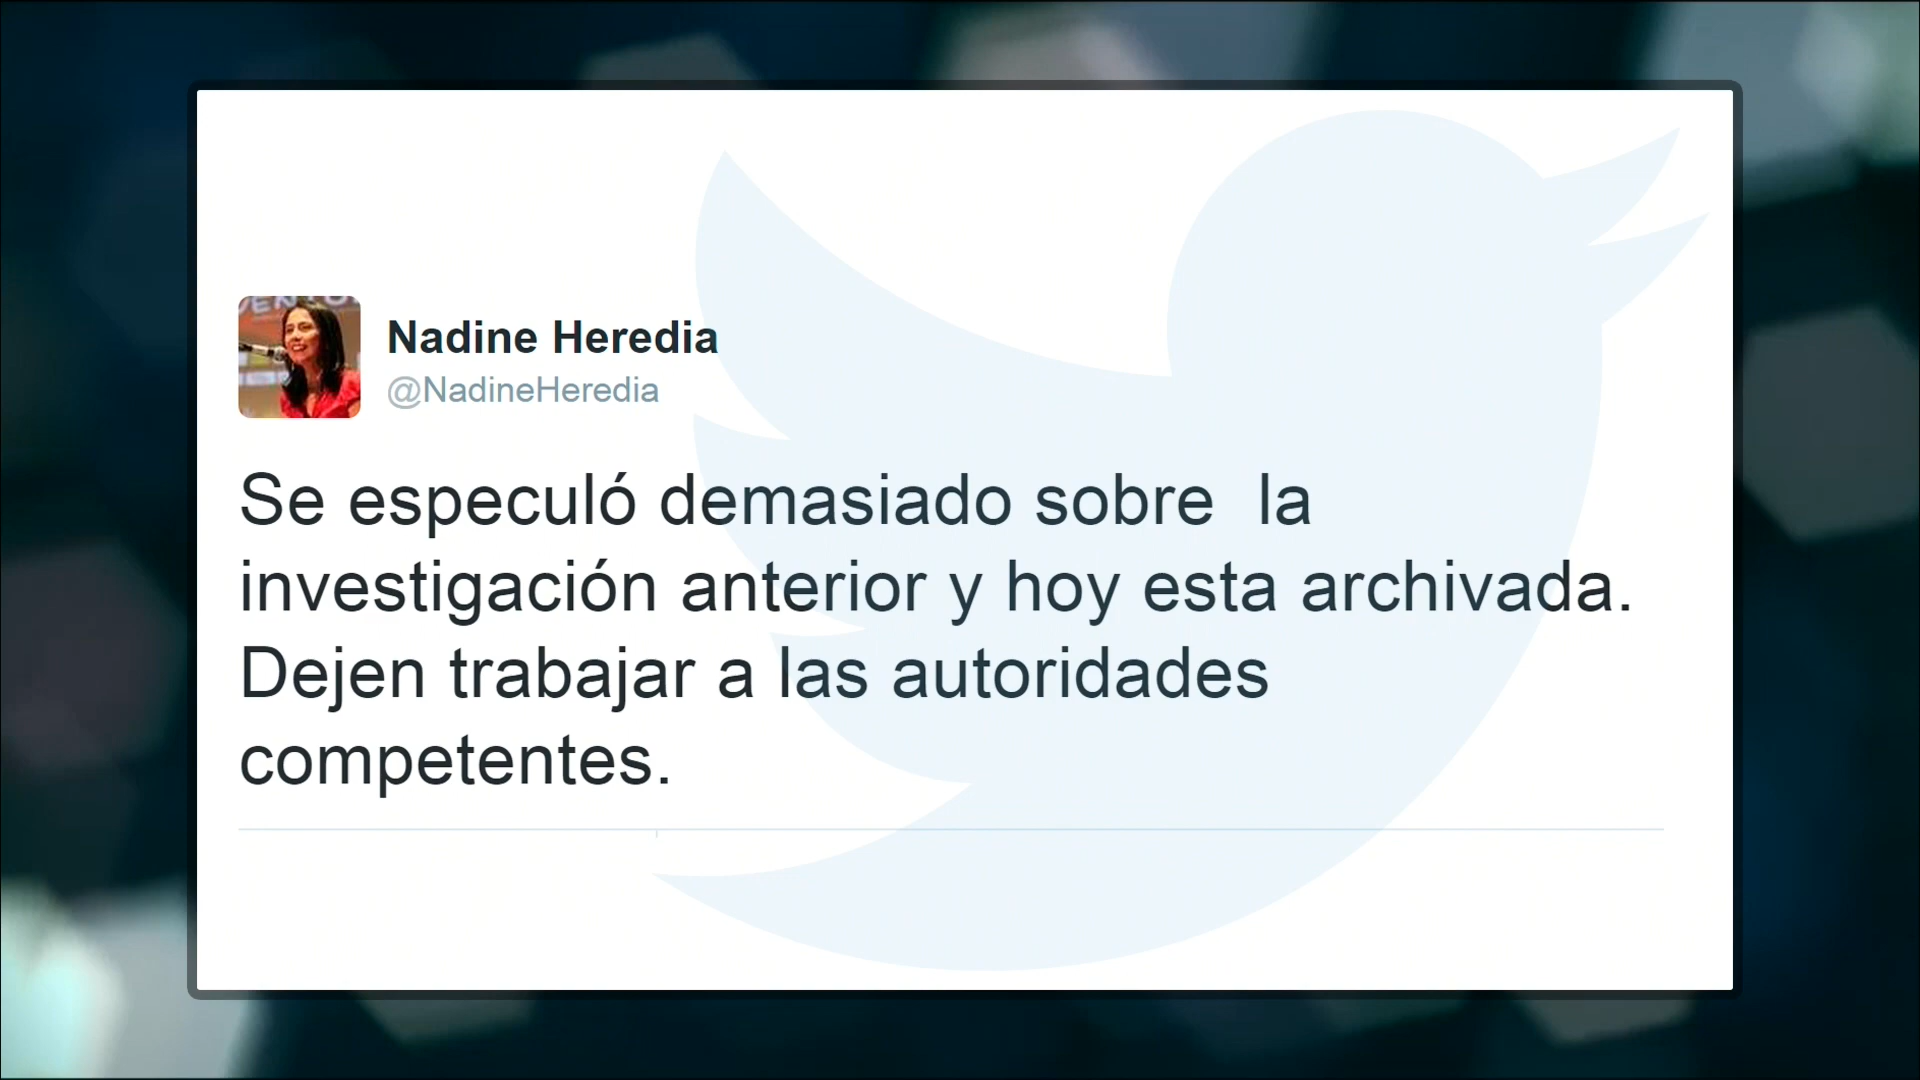 Nadine Heredia
@NadineHeredia
Se especuló demasiado sobre  la
investigación anterior y hoy esta archivada.
Dejen trabajar a las autoridades
competentes.